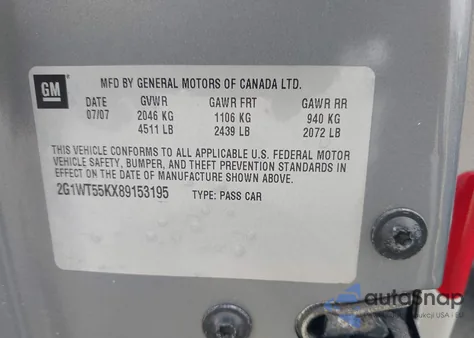 GM
MFD BY GENERAL MOTORS OF CANADA LTD.
DATE GVWR GAWR FRT GAWR RR
07/07 2046 KG 1106 KG 940 KG
4511 LB 2439 LB 2072 LB
THIS VEHICLE CONFORMS TO ALL APPLICABLE U.S. FEDERAL MOTOR
VEHICLE SAFETY, BUMPER, AND THEFT PREVENTION STANDARDS IN
EFFECT ON THE DATE OF MANUFACTURE SHOWN ABOVE.
2G1WT55KX89153195 TYPE: PASS CAR
autoSnap